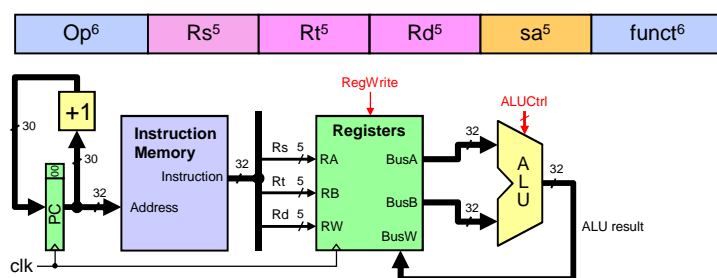 Op⁶ Rs⁵ Rt⁵ Rd⁵ sa⁵ funct⁶
RegWrite
ALUCtrl
+1
30
30
00
PC
32
Instruction
Memory
Instruction
Address
32
Rs 5
Rt 5
Rd 5
Registers
RA
RB
RW
BusA
BusB
BusW
32
32
ALU
32
ALU result
clk